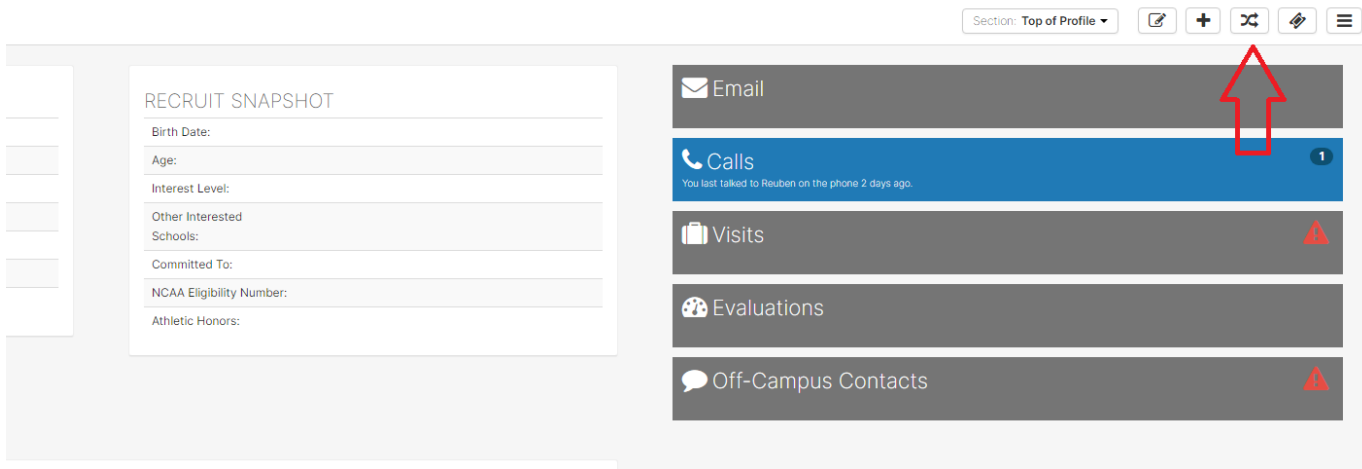 Section: Top of Profile
RECRUIT SNAPSHOT
Birth Date:
Age:
Interest Level:
Other Interested
Schools:
Committed To:
NCAA Eligibility Number:
Athletic Honors:
Email
Calls
1
You last talked to Reuben on the phone 2 days ago.
Visits
Evaluations
Off-Campus Contacts